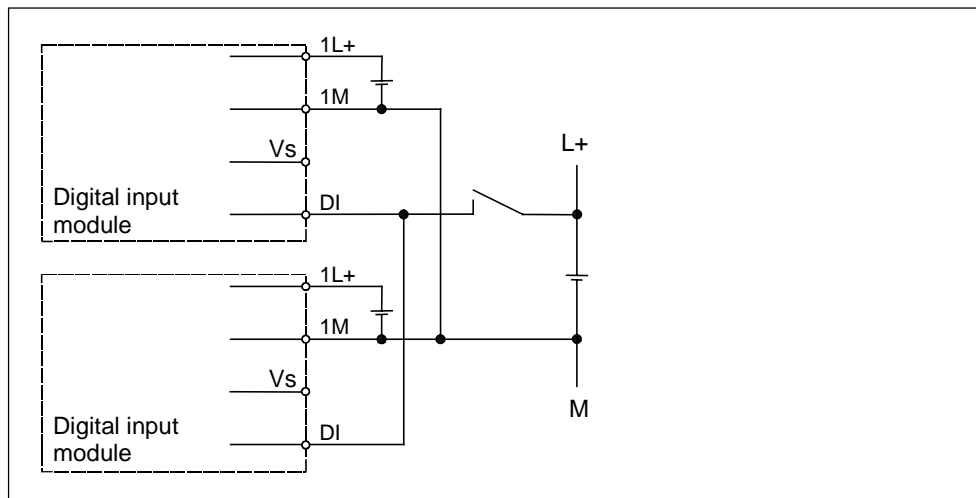 1L+
1M
Vs
DI
Digital input
module
L+
1L+
1M
Vs
DI
Digital input
module
M